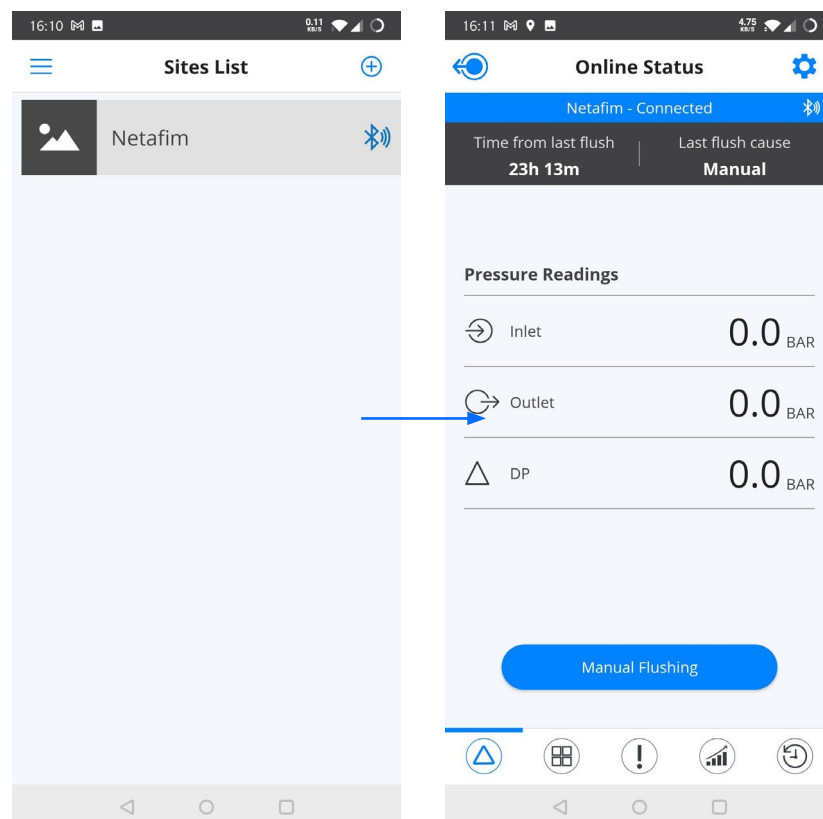 16:10
0.11
KB/S
Sites List
Netafim
16:11
4.75
KB/S
Online Status
Netafim - Connected
Time from last flush
Last flush cause
23h 13m
Manual
Pressure Readings
Inlet
0.0 BAR
Outlet
0.0 BAR
DP
0.0 BAR
Manual Flushing